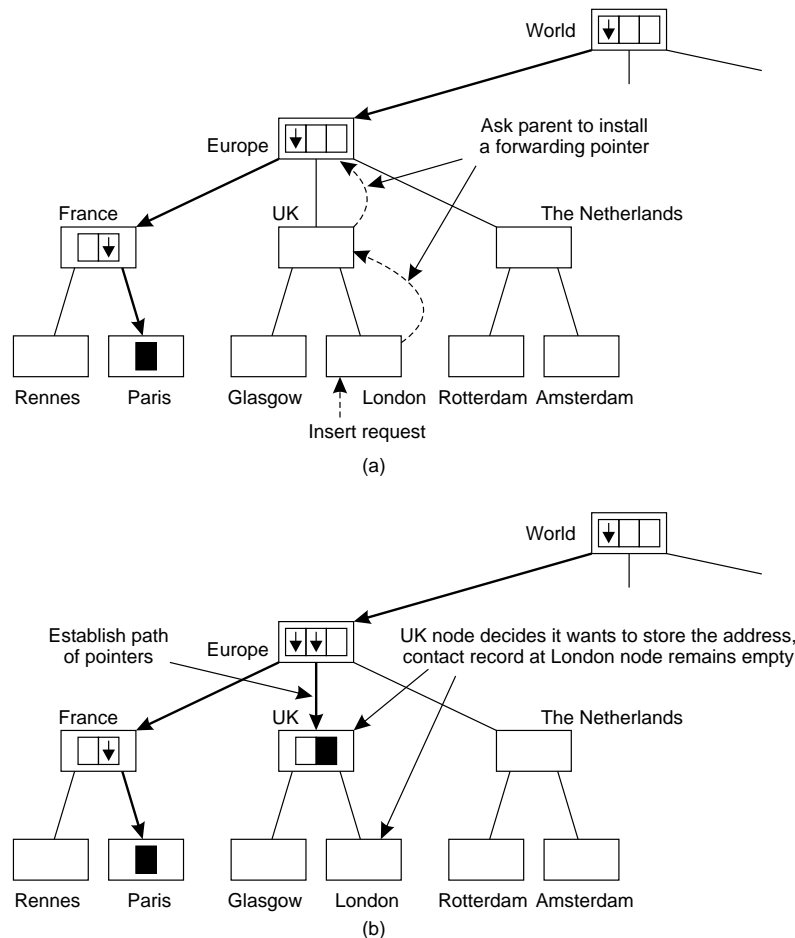 World
Europe
Ask parent to install
a forwarding pointer
France
UK
The Netherlands
Rennes
Paris
Glasgow
London
Rotterdam
Amsterdam
Insert request
(a)
World
Establish path
of pointers
Europe
UK node decides it wants to store the address,
contact record at London node remains empty
France
UK
The Netherlands
Rennes
Paris
Glasgow
London
Rotterdam
Amsterdam
(b)